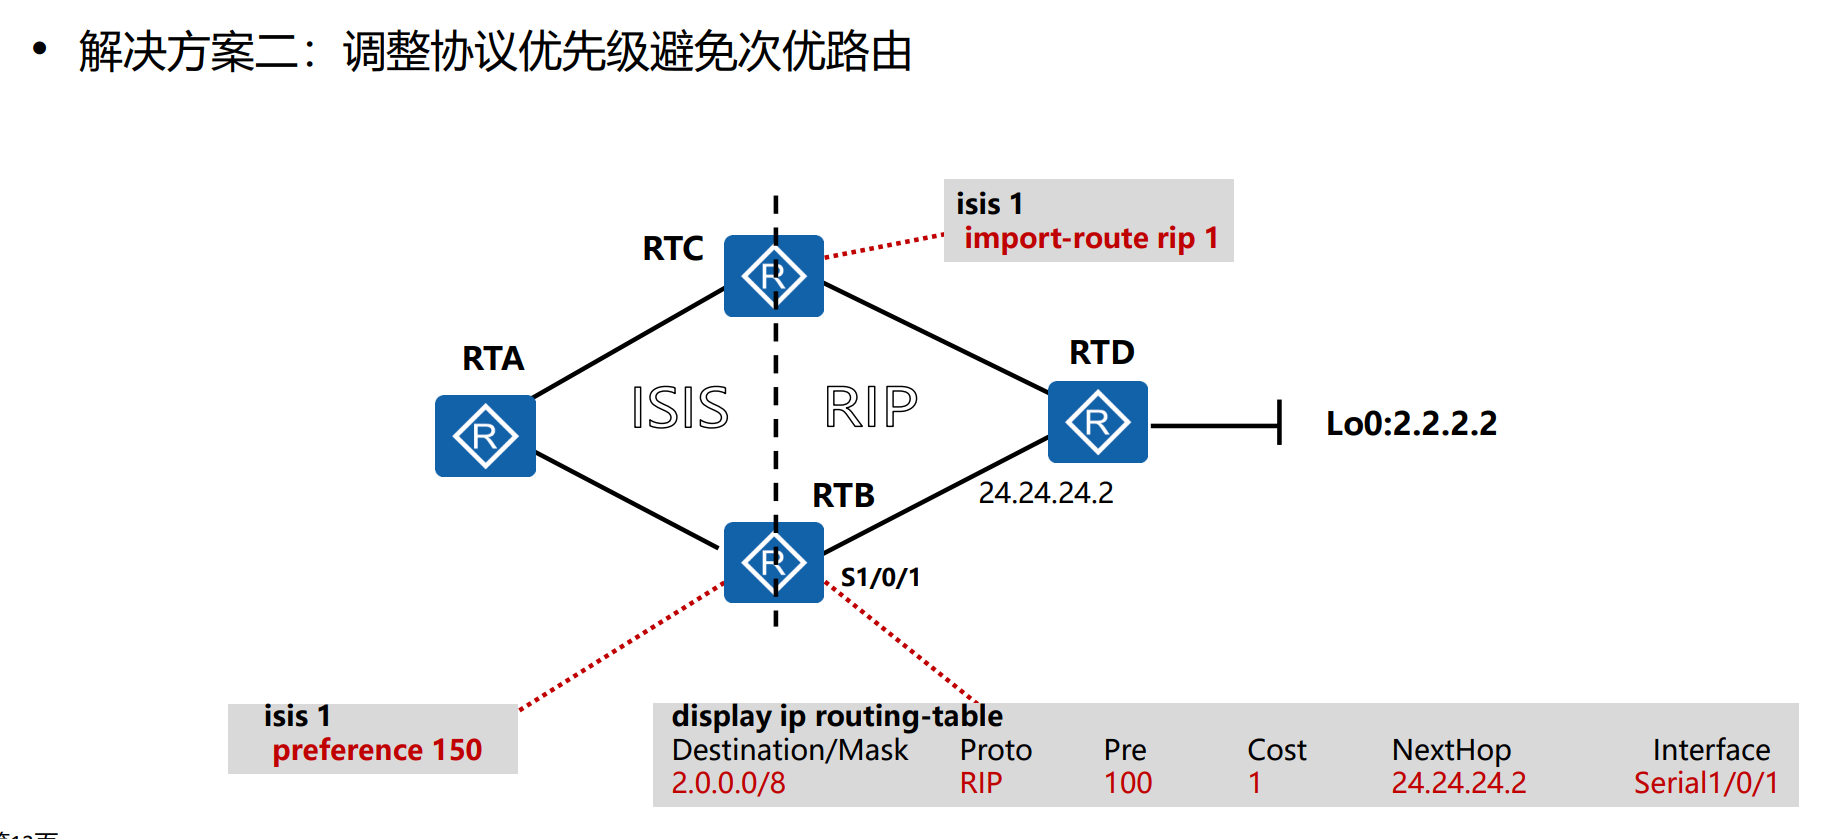 • 解决方案二：调整协议优先级避免次优路由
isis 1
import-route rip 1
RTC
R
RTA
RTD
ISIS
RIP
R
R
Lo0:2.2.2.2
RTB
24.24.24.2
R
S1/0/1
isis 1
preference 150
display ip routing-table
Destination/Mask Proto Pre Cost NextHop Interface
2.0.0.0/8 RIP 100 1 24.24.24.2 Serial1/0/1